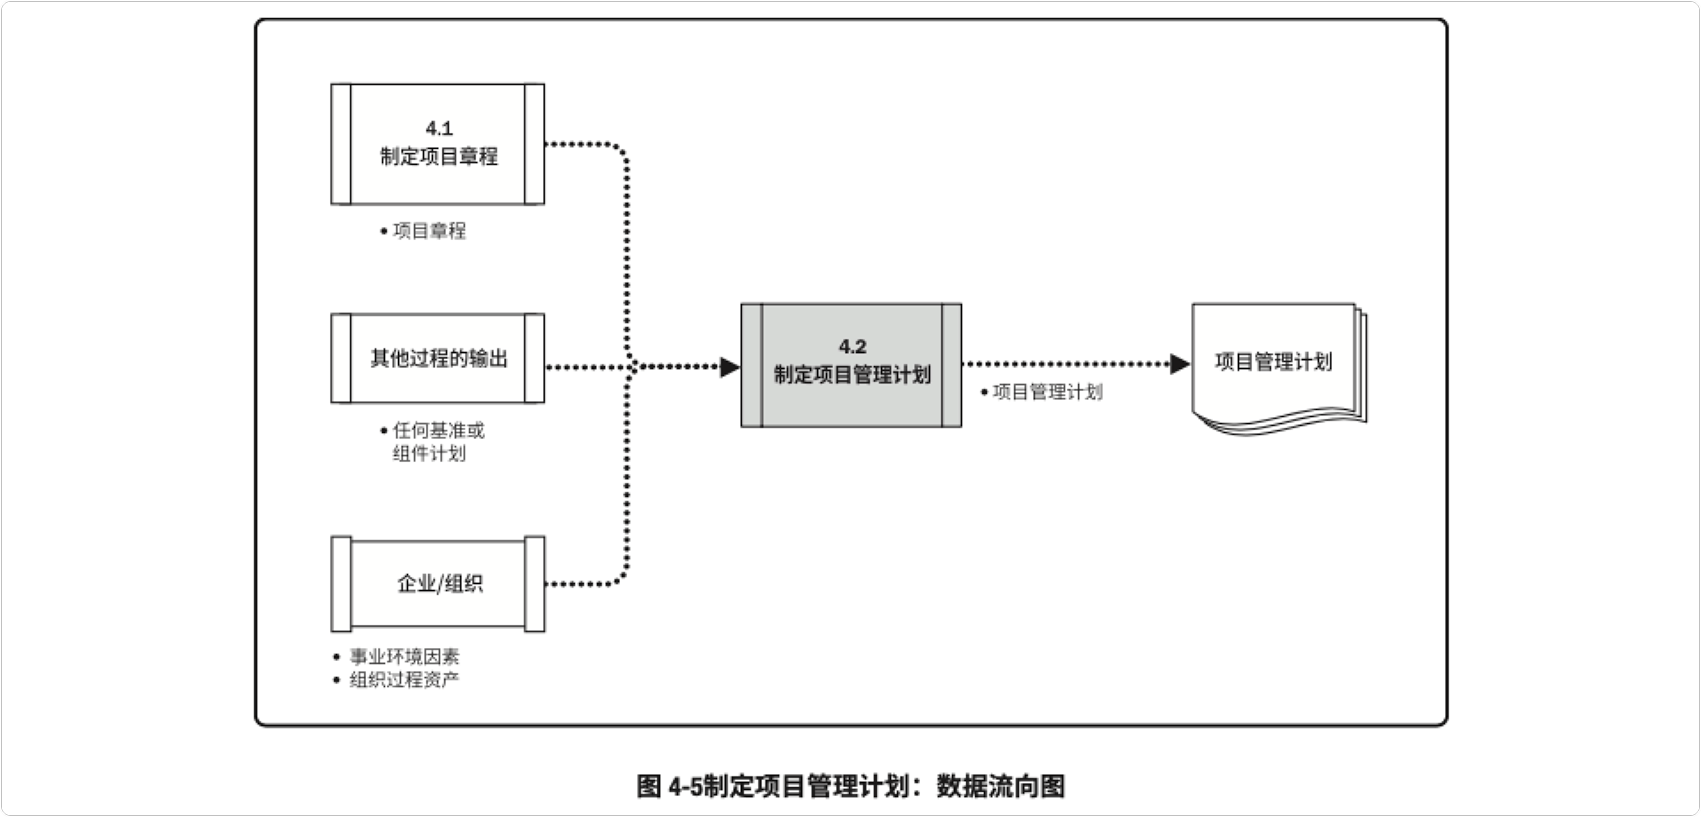 4.1
制定项目章程
• 项目章程
其他过程的输出
• 任何基准或
组件计划
企业/组织
• 事业环境因素
• 组织过程资产
4.2
制定项目管理计划
• 项目管理计划
项目管理计划
图 4-5制定项目管理计划：数据流向图